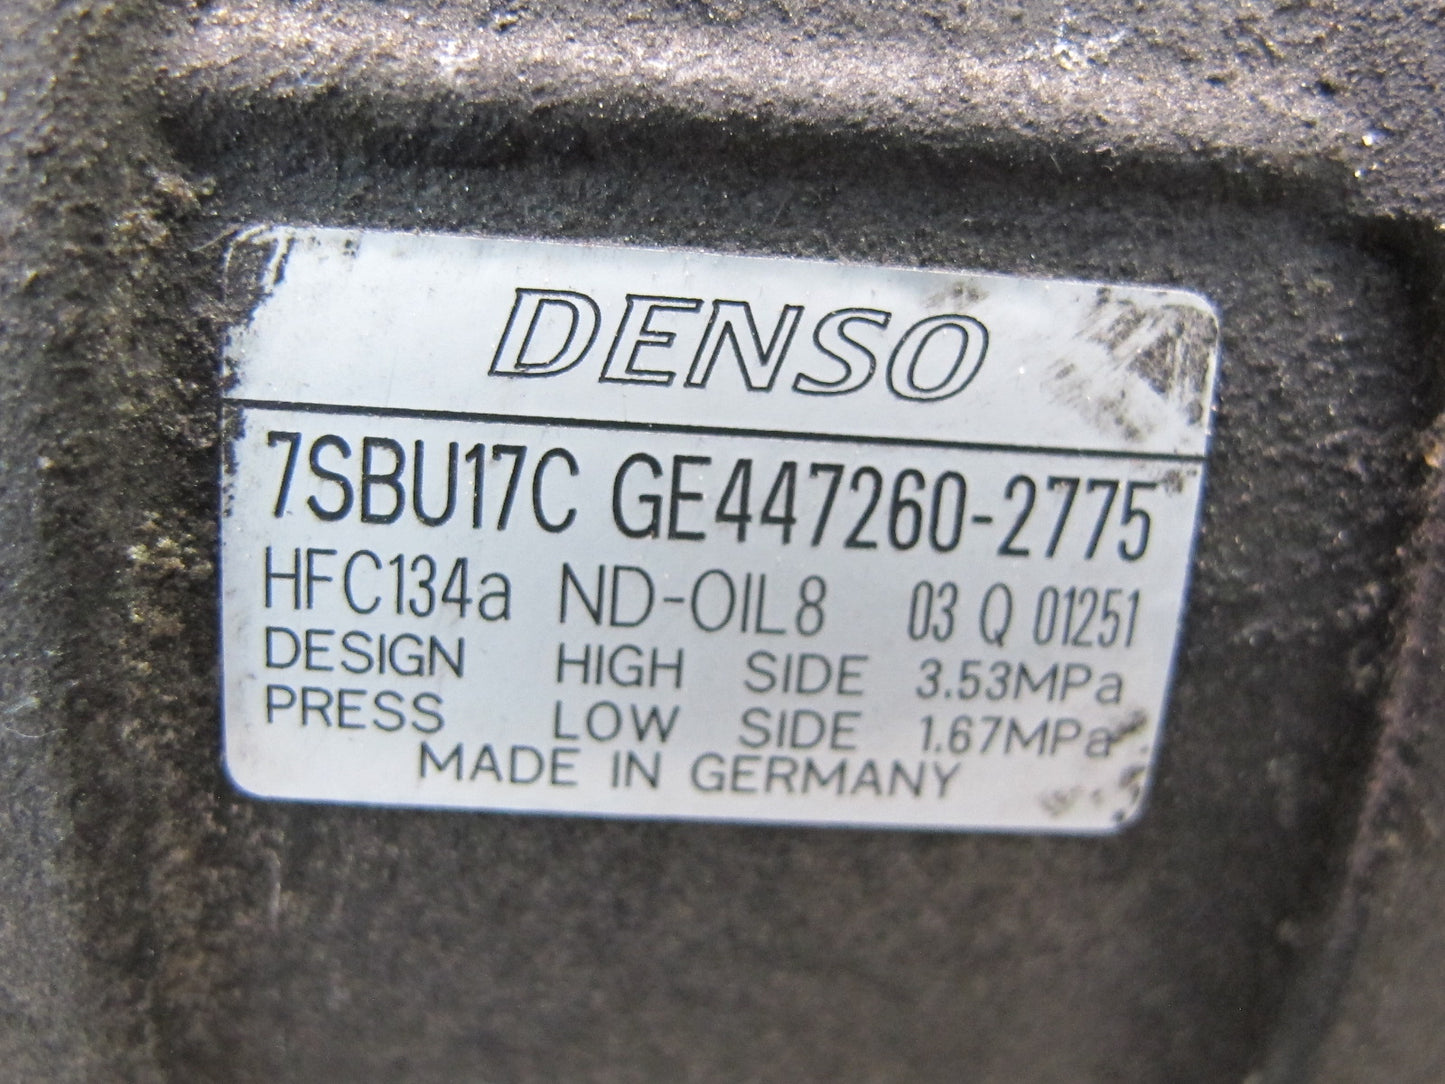 DENSO
7SBU17C GE447260-2775
HFC134a ND-OIL8 03 Q 01251
DESIGN HIGH SIDE 3.53MPa
PRESS LOW SIDE 1.67MPa
MADE IN GERMANY